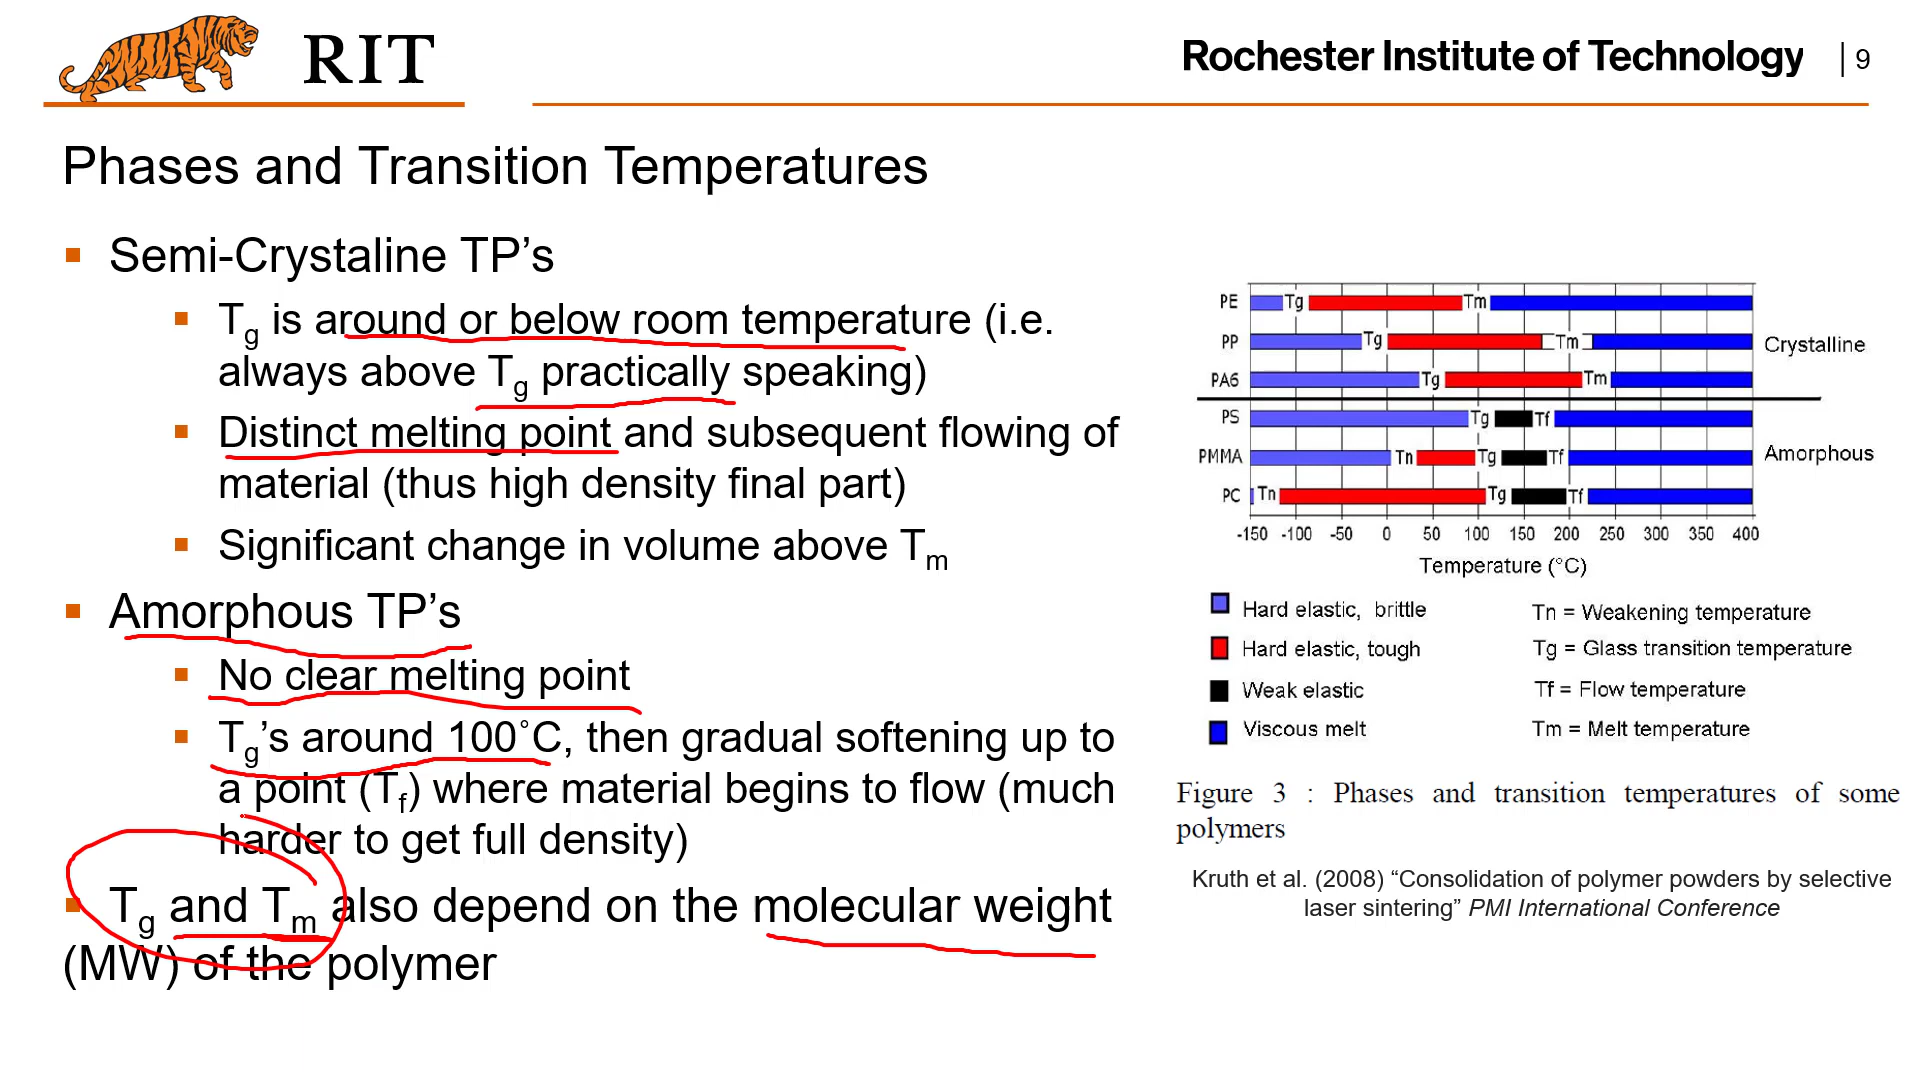 RIT
Rochester Institute of Technology | 9
Phases and Transition Temperatures
Semi-Crystaline TP’s
Tg is around or below room temperature (i.e.
always above Tg practically speaking)
Distinct melting point and subsequent flowing of
material (thus high density final part)
Significant change in volume above Tm
Amorphous TP’s
No clear melting point
Tg’s around 100˚C, then gradual softening up to
a point (Tf) where material begins to flow (much
harder to get full density)
Tg and Tm also depend on the molecular weight
(MW) of the polymer
PE Tg Tm
PP Tg Tm
Crystalline
PA6 Tg Tm
PS Tg Tf
PMMA Tn Tg Tf
Amorphous
PC Tn Tg Tf
-150 -100 -50 0 50 100 150 200 250 300 350 400
Temperature (°C)
Hard elastic, brittle
Tn = Weakening temperature
Hard elastic, tough
Tg = Glass transition temperature
Weak elastic
Tf = Flow temperature
Viscous melt
Tm = Melt temperature
Figure 3 : Phases and transition temperatures of some
polymers
Kruth et al. (2008) “Consolidation of polymer powders by selective
laser sintering” PMI International Conference